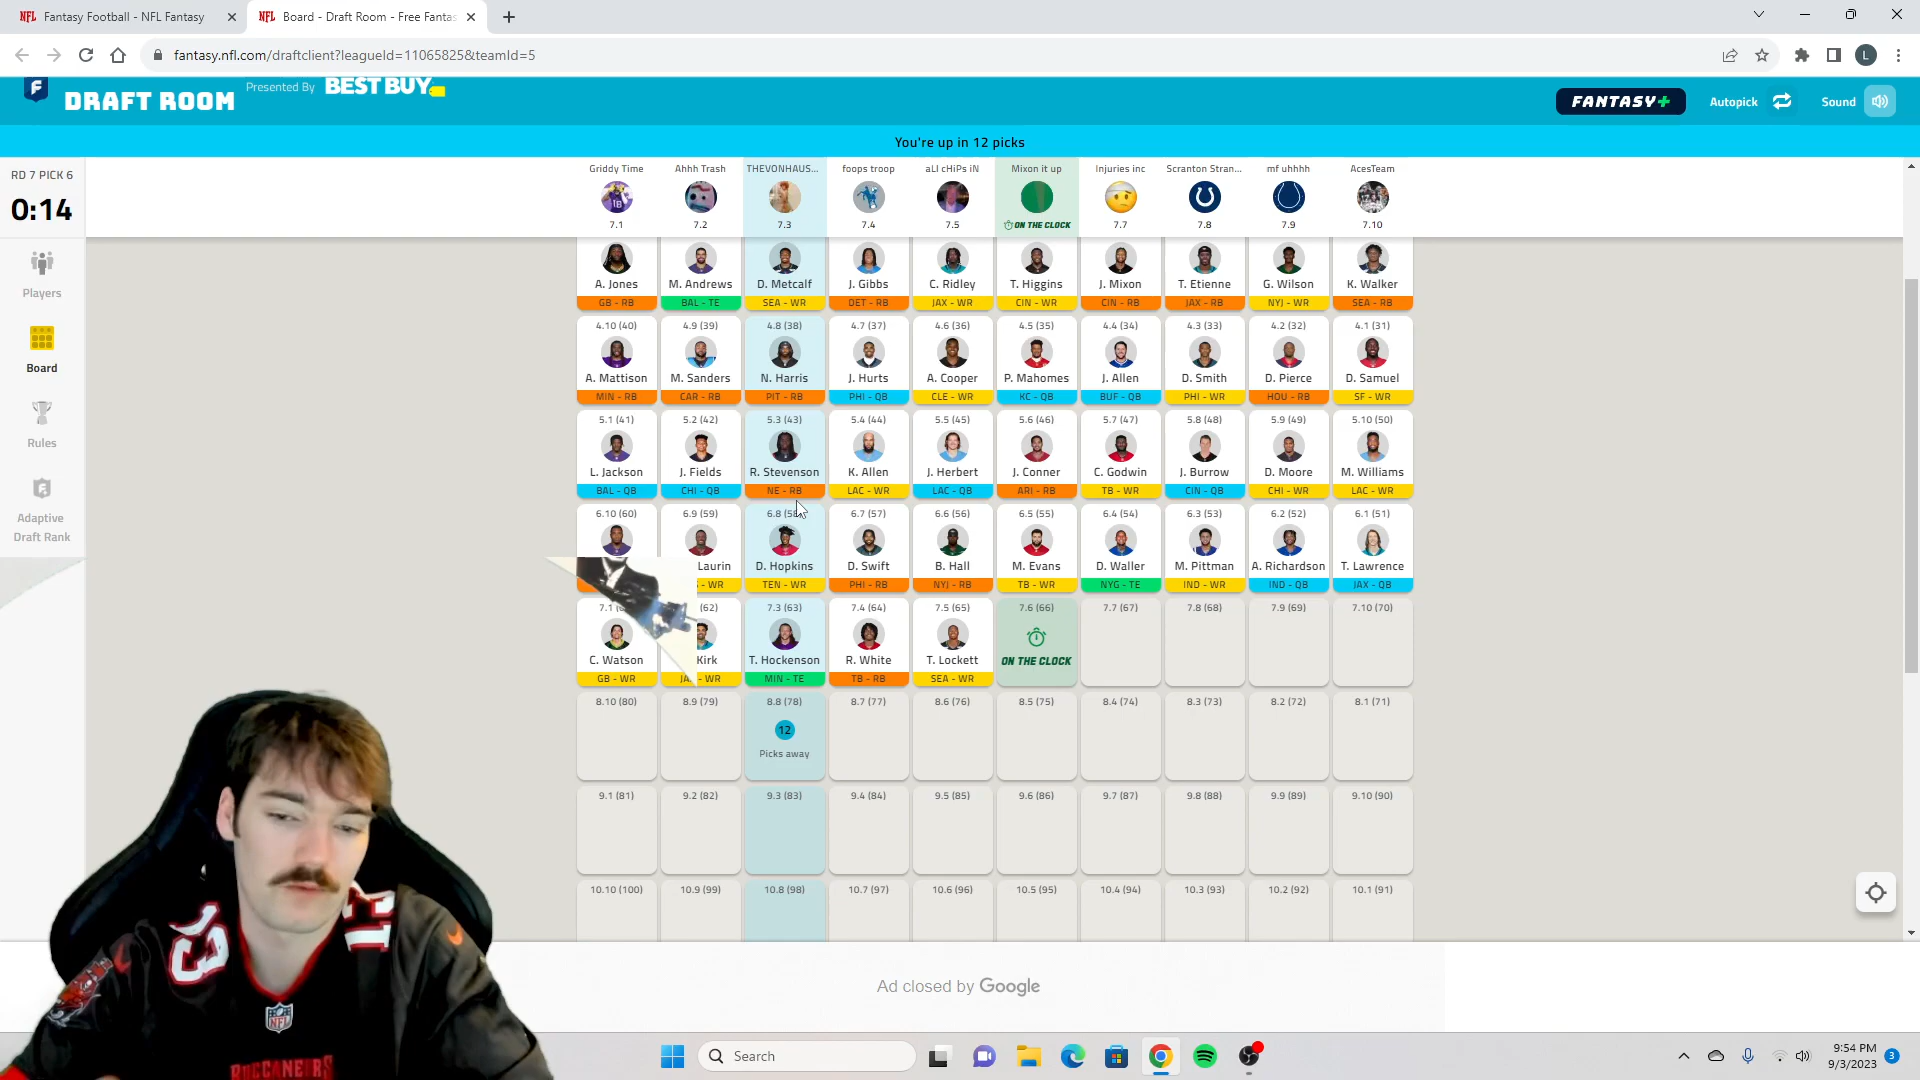 Fantasy Football - NFL Fantasy
Board - Draft Room - Free Fantas
fantasy.nfl.com/draftclient?leagueId=11065825&teamId=5
L
DRAFT ROOM
Presented By BEST BUY
FANTASY+
Autopick
Sound
You're up in 12 picks
RD 7 PICK 6
0:14
Players
Board
Rules
Adaptive
Draft Rank
Griddy Time Ahhh Trash THEVONHAUS... foops troop aLl cHiPs iN Mixon it up Injuries inc Scranton Stran... mf uhhhh AcesTeam
7.1 7.2 7.3 7.4 7.5 ON THE CLOCK 7.7 7.8 7.9 7.10
A. Jones M. Andrews D. Metcalf J. Gibbs C. Ridley T. Higgins J. Mixon T. Etienne G. Wilson K. Walker
GB - RB BAL - TE SEA - WR DET - RB JAX - WR CIN - WR CIN - RB JAX - RB NYJ - WR SEA - RB
4.10 (40) 4.9 (39) 4.8 (38) 4.7 (37) 4.6 (36) 4.5 (35) 4.4 (34) 4.3 (33) 4.2 (32) 4.1 (31)
A. Mattison M. Sanders N. Harris J. Hurts A. Cooper P. Mahomes J. Allen D. Smith D. Pierce D. Samuel
MIN - RB CAR - RB PIT - RB PHI - QB CLE - WR KC - QB BUF - QB PHI - WR HOU - RB SF - WR
5.1 (41) 5.2 (42) 5.3 (43) 5.4 (44) 5.5 (45) 5.6 (46) 5.7 (47) 5.8 (48) 5.9 (49) 5.10 (50)
L. Jackson J. Fields R. Stevenson K. Allen J. Herbert J. Conner C. Godwin J. Burrow D. Moore M. Williams
BAL - QB CHI - QB NE - RB LAC - WR LAC - QB ARI - RB TB - WR CIN - QB CHI - WR LAC - WR
6.10 (60) 6.9 (59) 6.8 6.7 (57) 6.6 (56) 6.5 (55) 6.4 (54) 6.3 (53) 6.2 (52) 6.1 (51)
Laurin D. Hopkins D. Swift B. Hall M. Evans D. Waller M. Pittman A. Richardson T. Lawrence
- WR TEN - WR PHI - RB NYJ - RB TB - WR NYG - TE IND - WR IND - QB JAX - QB
7.1 (62) 7.3 (63) 7.4 (64) 7.5 (65) 7.6 (66) 7.7 (67) 7.8 (68) 7.9 (69) 7.10 (70)
C. Watson Kirk T. Hockenson R. White T. Lockett ON THE CLOCK
GB - WR - WR MIN - TE TB - RB SEA - WR
8.10 (80) 8.9 (79) 8.8 (78) 8.7 (77) 8.6 (76) 8.5 (75) 8.4 (74) 8.3 (73) 8.2 (72) 8.1 (71)
12
Picks away
9.1 (81) 9.2 (82) 9.3 (83) 9.4 (84) 9.5 (85) 9.6 (86) 9.7 (87) 9.8 (88) 9.9 (89) 9.10 (90)
10.10 (100) 10.9 (99) 10.8 (98) 10.7 (97) 10.6 (96) 10.5 (95) 10.4 (94) 10.3 (93) 10.2 (92) 10.1 (91)
Ad closed by Google
NFL
BUCCANEERS
Search
9:54 PM
9/3/2023
3